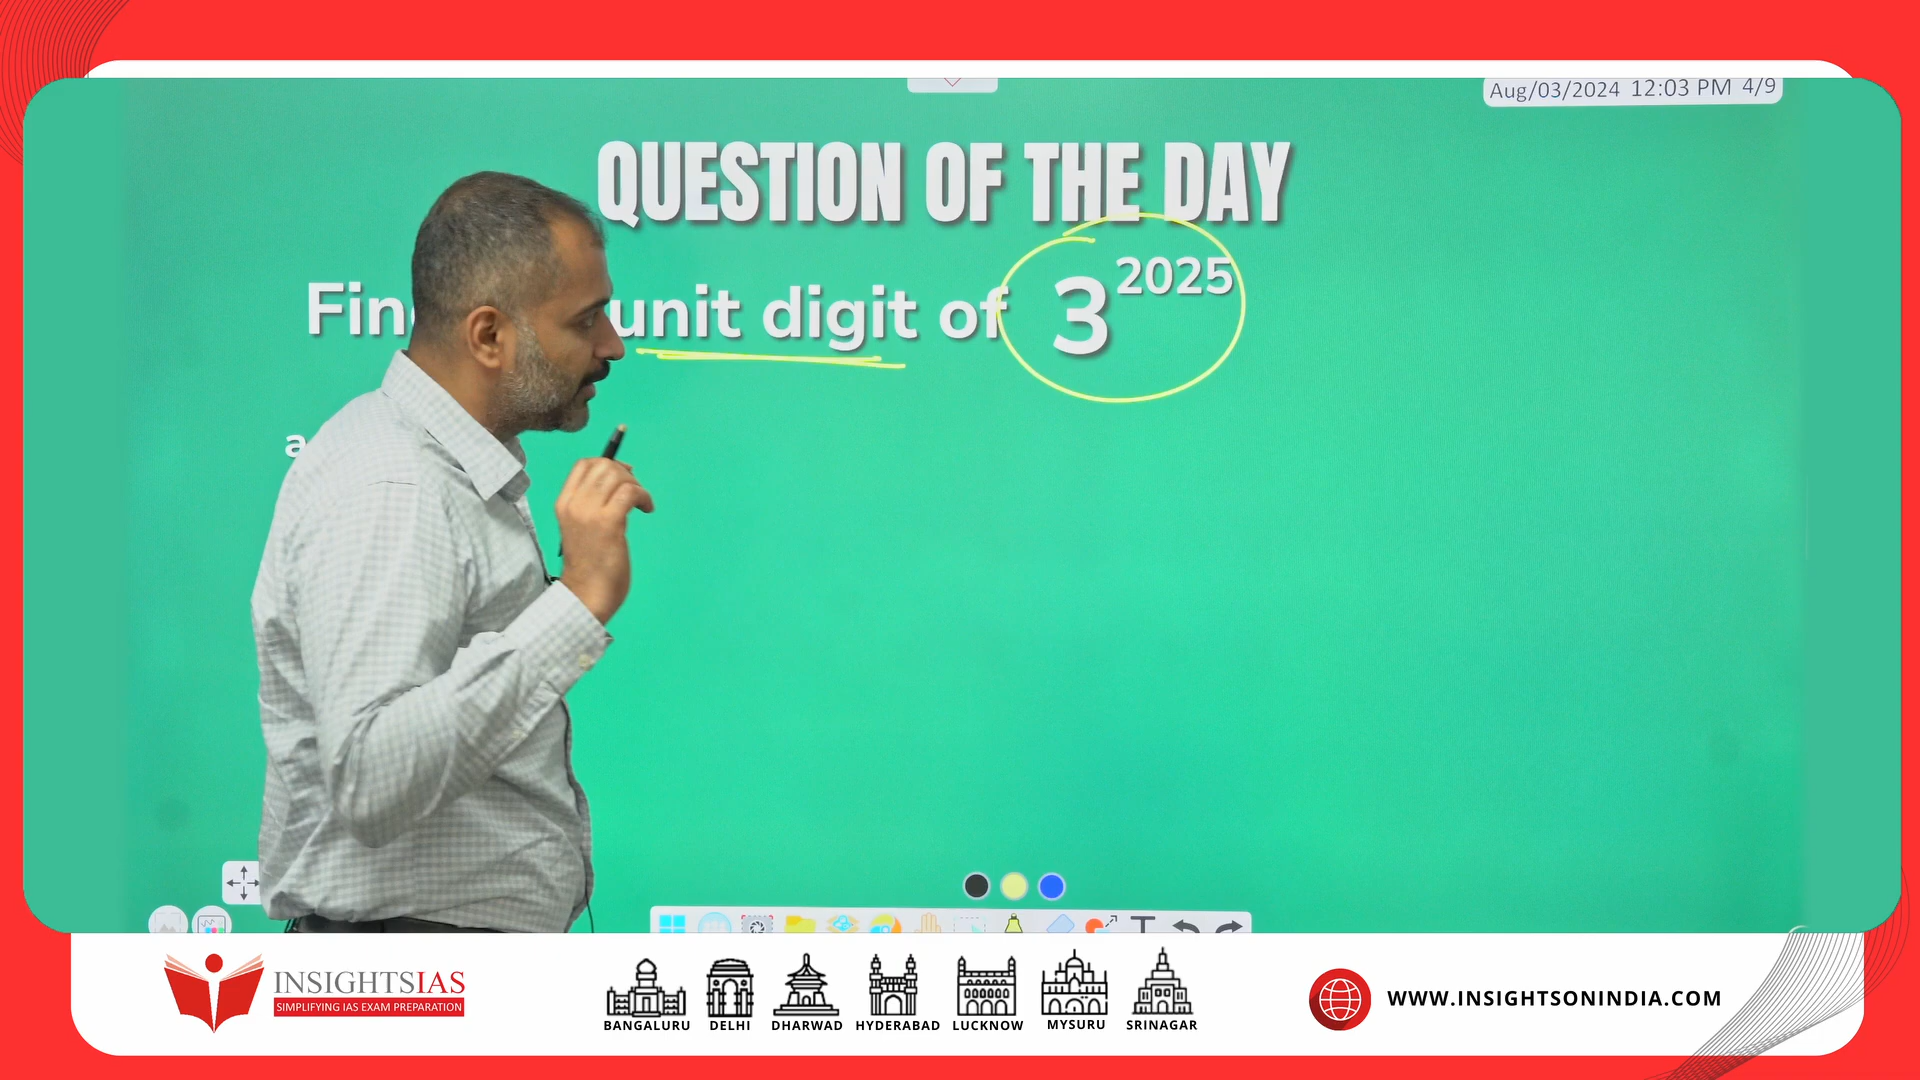 Aug/03/2024 12:03 PM 4/9
QUESTION OF THE DAY
unit digit of 3^2025
INSIGHTSIAS
SIMPLIFYING IAS EXAM PREPARATION
BANGALURU DELHI DHARWAD HYDERABAD LUCKNOW MYSURU SRINAGAR
WWW.INSIGHTSONINDIA.COM